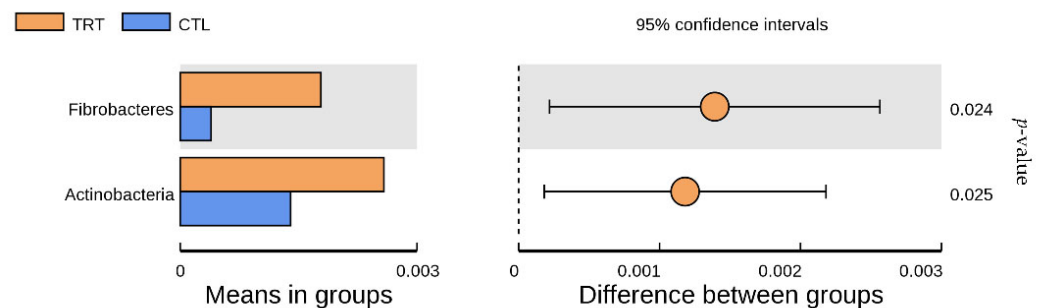 TRT CTL 95% confidence intervals
Fibrobacteres 0.024
Actinobacteria 0.025
p-value
0 0.003 0 0.001 0.002 0.003
Means in groups Difference between groups